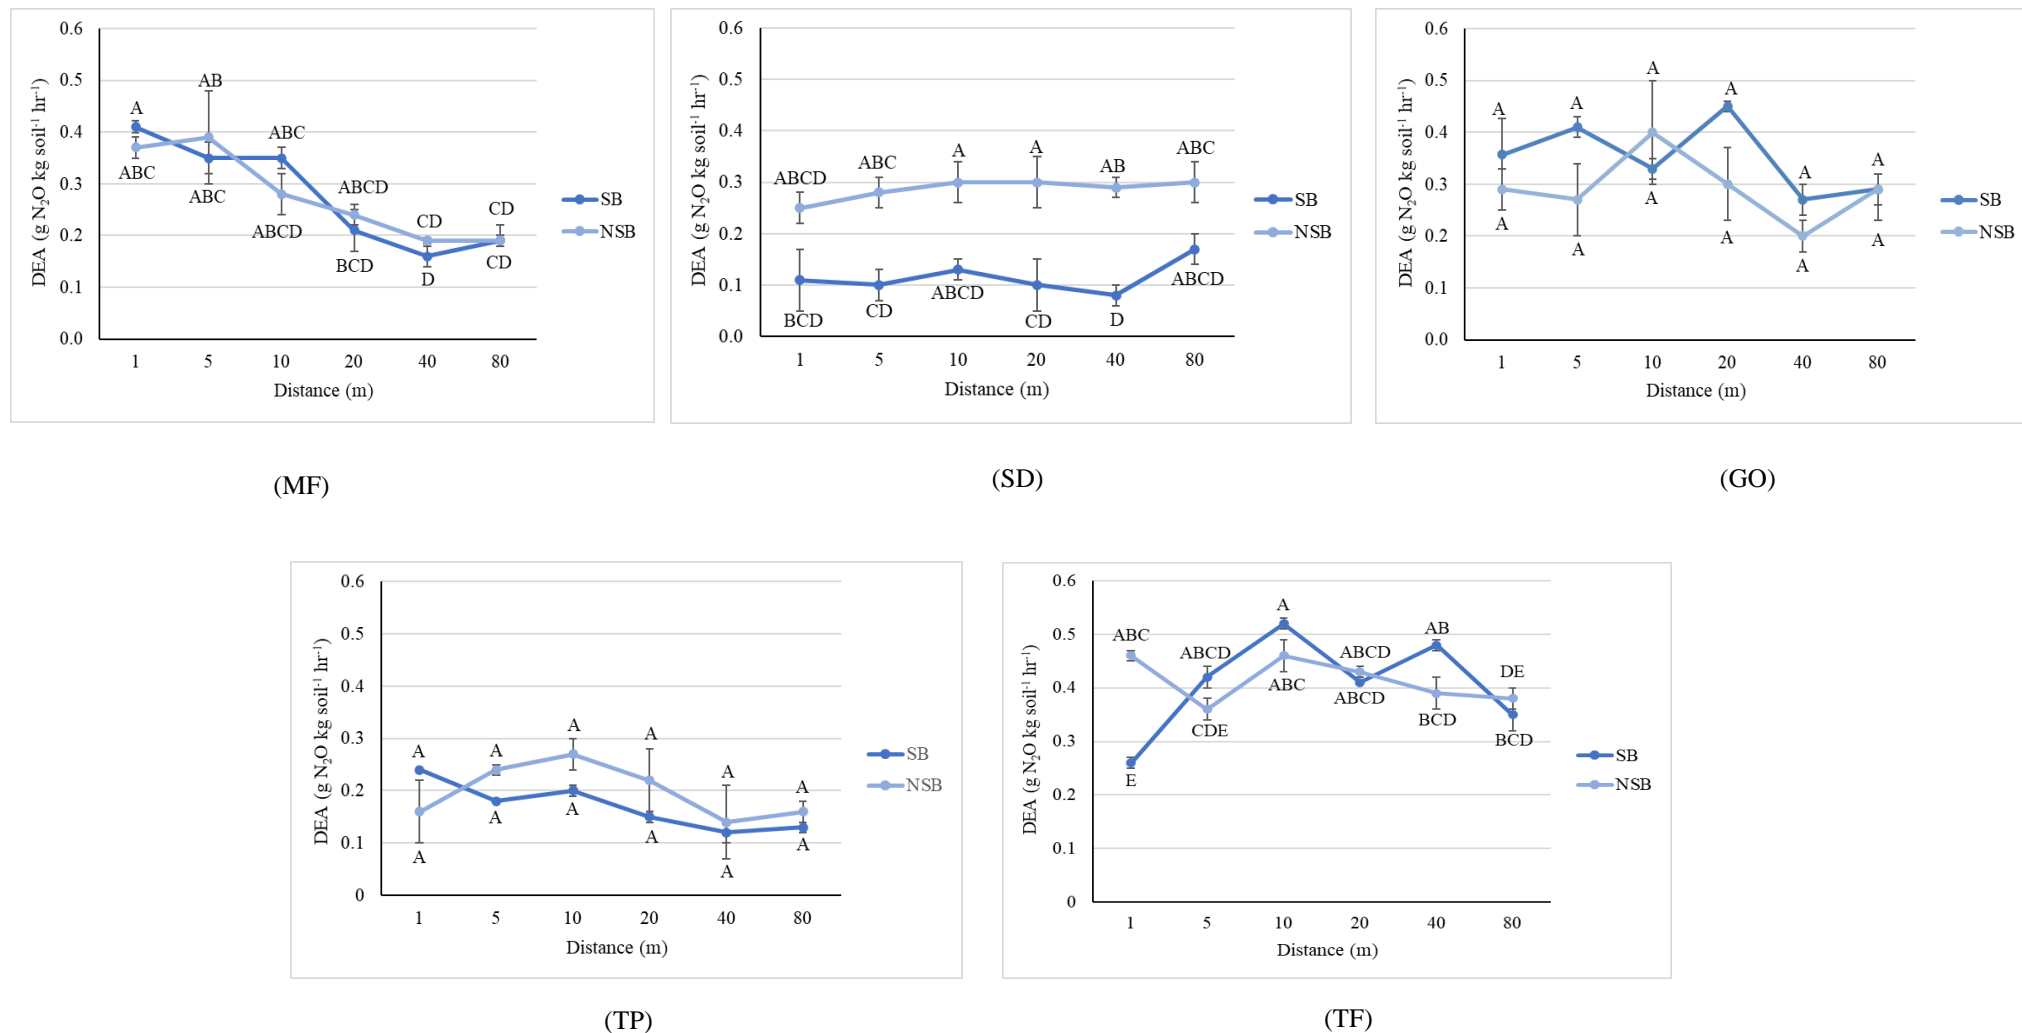 0.6
0.5
0.4
0.3
0.2
0.1
0.0
DEA (g N₂O kg soil⁻¹ hr⁻¹)
A
AB
ABC
ABCD
CD
CD
ABC
ABC
ABCD
BCD
D
CD
1 5 10 20 40 80
Distance (m)
SB
NSB
(MF)
0.6
0.5
0.4
0.3
0.2
0.1
0.0
DEA (g N₂O kg soil⁻¹ hr⁻¹)
ABCD
ABC
A
A
AB
ABC
BCD
CD
ABCD
CD
D
ABCD
1 5 10 20 40 80
Distance (m)
SB
NSB
(SD)
0.6
0.5
0.4
0.3
0.2
0.1
0.0
DEA (g N₂O kg soil⁻¹ hr⁻¹)
A
A
A
A
A
A
A
A
A
A
A
A
1 5 10 20 40 80
Distance (m)
SB
NSB
(GO)
0.6
0.5
0.4
0.3
0.2
0.1
0
DEA (g N₂O kg soil⁻¹ hr⁻¹)
A
A
A
A
A
A
A
A
A
A
A
A
1 5 10 20 40 80
Distance (m)
SB
NSB
(TP)
0.6
0.5
0.4
0.3
0.2
0.1
0
DEA (g N₂O kg soil⁻¹ hr⁻¹)
ABC
ABCD
A
ABCD
AB
DE
E
CDE
ABC
ABCD
BCD
BCD
1 5 10 20 40 80
Distance (m)
SB
NSB
(TF)